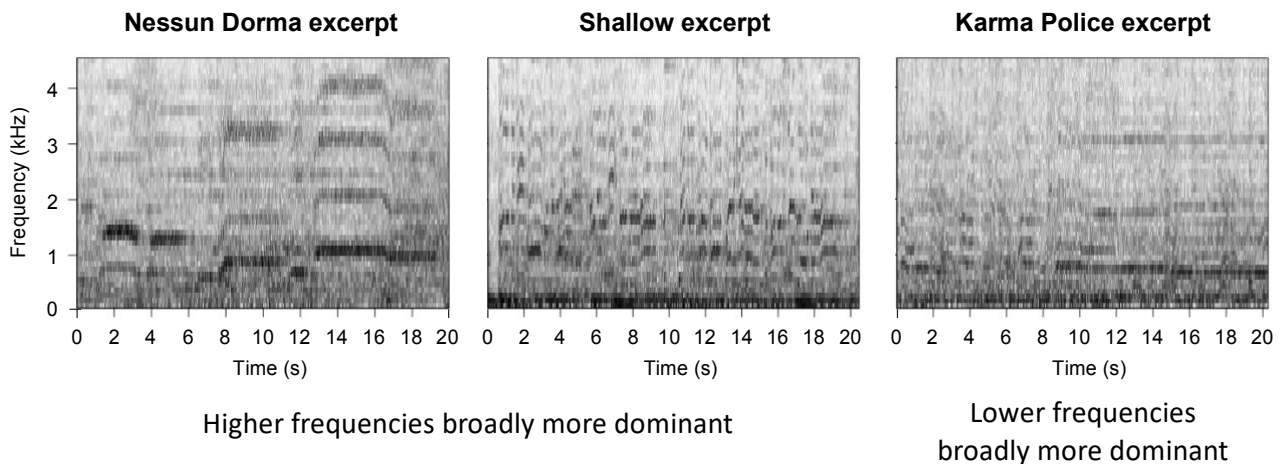 Nessun Dorma excerpt
Shallow excerpt
Karma Police excerpt
Frequency (kHz)
4
3
2
1
0
0 2 4 6 8 10 12 14 16 18 20
0 2 4 6 8 10 12 14 16 18 20
0 2 4 6 8 10 12 14 16 18 20
Time (s)
Time (s)
Time (s)
Higher frequencies broadly more dominant
Lower frequencies
broadly more dominant